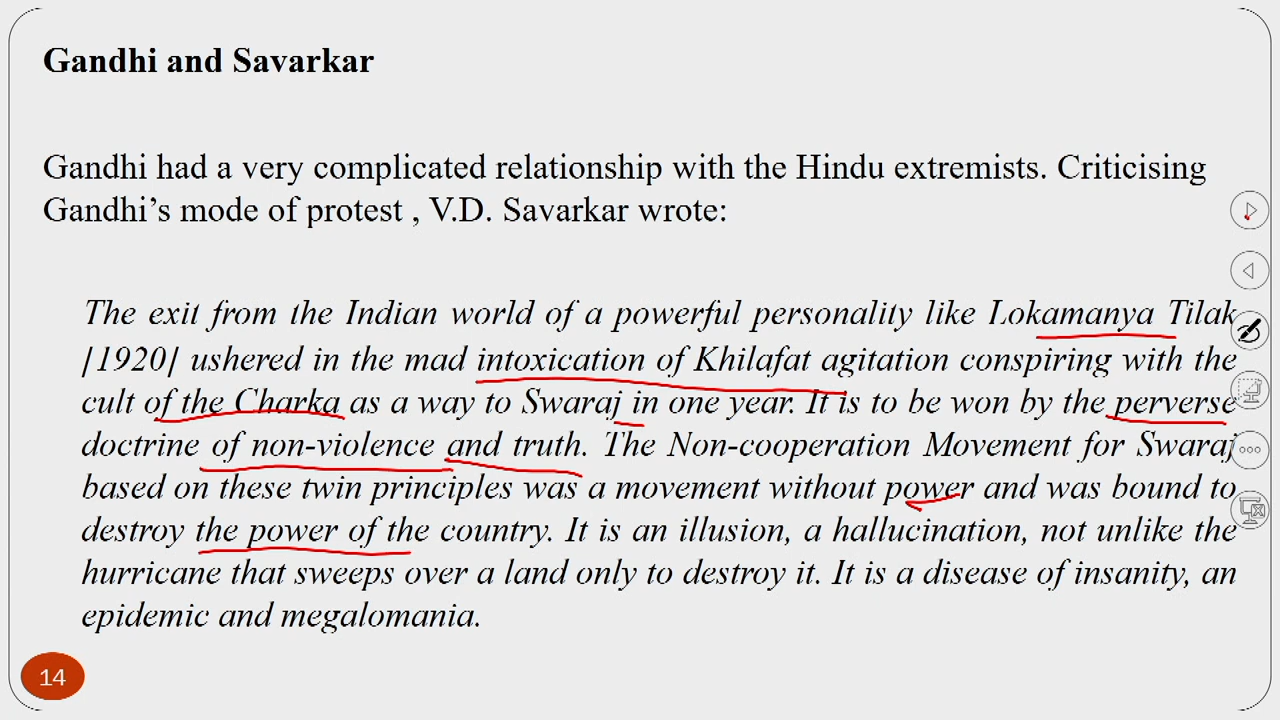 Gandhi and Savarkar
Gandhi had a very complicated relationship with the Hindu extremists. Criticising
Gandhi’s mode of protest , V.D. Savarkar wrote:
The exit from the Indian world of a powerful personality like Lokamanya Tilak
[1920] ushered in the mad intoxication of Khilafat agitation conspiring with the
cult of the Charka as a way to Swaraj in one year. It is to be won by the perverse
doctrine of non-violence and truth. The Non-cooperation Movement for Swaraj
based on these twin principles was a movement without power and was bound to
destroy the power of the country. It is an illusion, a hallucination, not unlike the
hurricane that sweeps over a land only to destroy it. It is a disease of insanity, an
epidemic and megalomania.
14